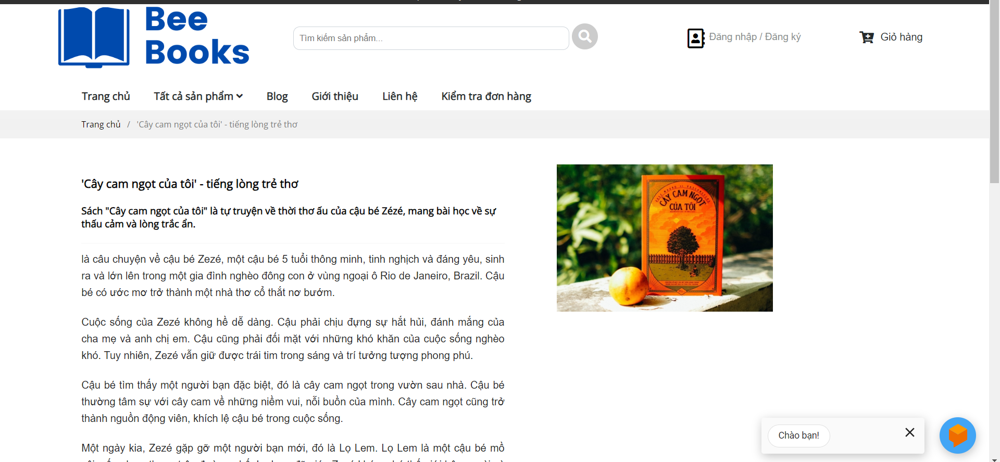 Bee
Books
Tìm kiếm sản phẩm...
Đăng nhập / Đăng ký
Giỏ hàng
Trang chủ
Tất cả sản phẩm
Blog
Giới thiệu
Liên hệ
Kiểm tra đơn hàng
Trang chủ / 'Cây cam ngọt của tôi' - tiếng lòng trẻ thơ
'Cây cam ngọt của tôi' - tiếng lòng trẻ thơ
Sách "Cây cam ngọt của tôi" là tự truyện về thời thơ ấu của cậu bé Zézé, mang bài học về sự
thấu cảm và lòng trắc ẩn.
là câu chuyện về cậu bé Zezé, một cậu bé 5 tuổi thông minh, tinh nghịch và đáng yêu, sinh
ra và lớn lên trong một gia đình nghèo đông con ở vùng ngoại ô Rio de Janeiro, Brazil. Cậu
bé có ước mơ trở thành một nhà thơ cổ thắt nơ bướm.
Cuộc sống của Zezé không hề dễ dàng. Cậu phải chịu đựng sự hắt hủi, đánh mắng của
cha mẹ và anh chị em. Cậu cũng phải đối mặt với những khó khăn của cuộc sống nghèo
khó. Tuy nhiên, Zezé vẫn giữ được trái tim trong sáng và trí tưởng tượng phong phú.
Cậu bé tìm thấy một người bạn đặc biệt, đó là cây cam ngọt trong vườn sau nhà. Cậu bé
thường tâm sự với cây cam về những niềm vui, nỗi buồn của mình. Cây cam ngọt cũng trở
thành nguồn động viên, khích lệ cậu bé trong cuộc sống.
Một ngày kia, Zezé gặp gỡ một người bạn mới, đó là Lọ Lem. Lọ Lem là một cậu bé mồ
CÂY CAM NGỌT
CỦA TÔI
Chào bạn!